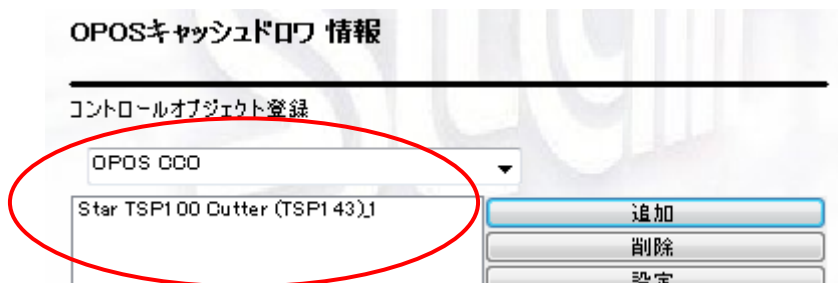 OPOSキャッシュドロワ 情報
コントロールオブジェクト登録
OPOS CCO
Star TSP100 Cutter (TSP143)_1
追加
削除
設定